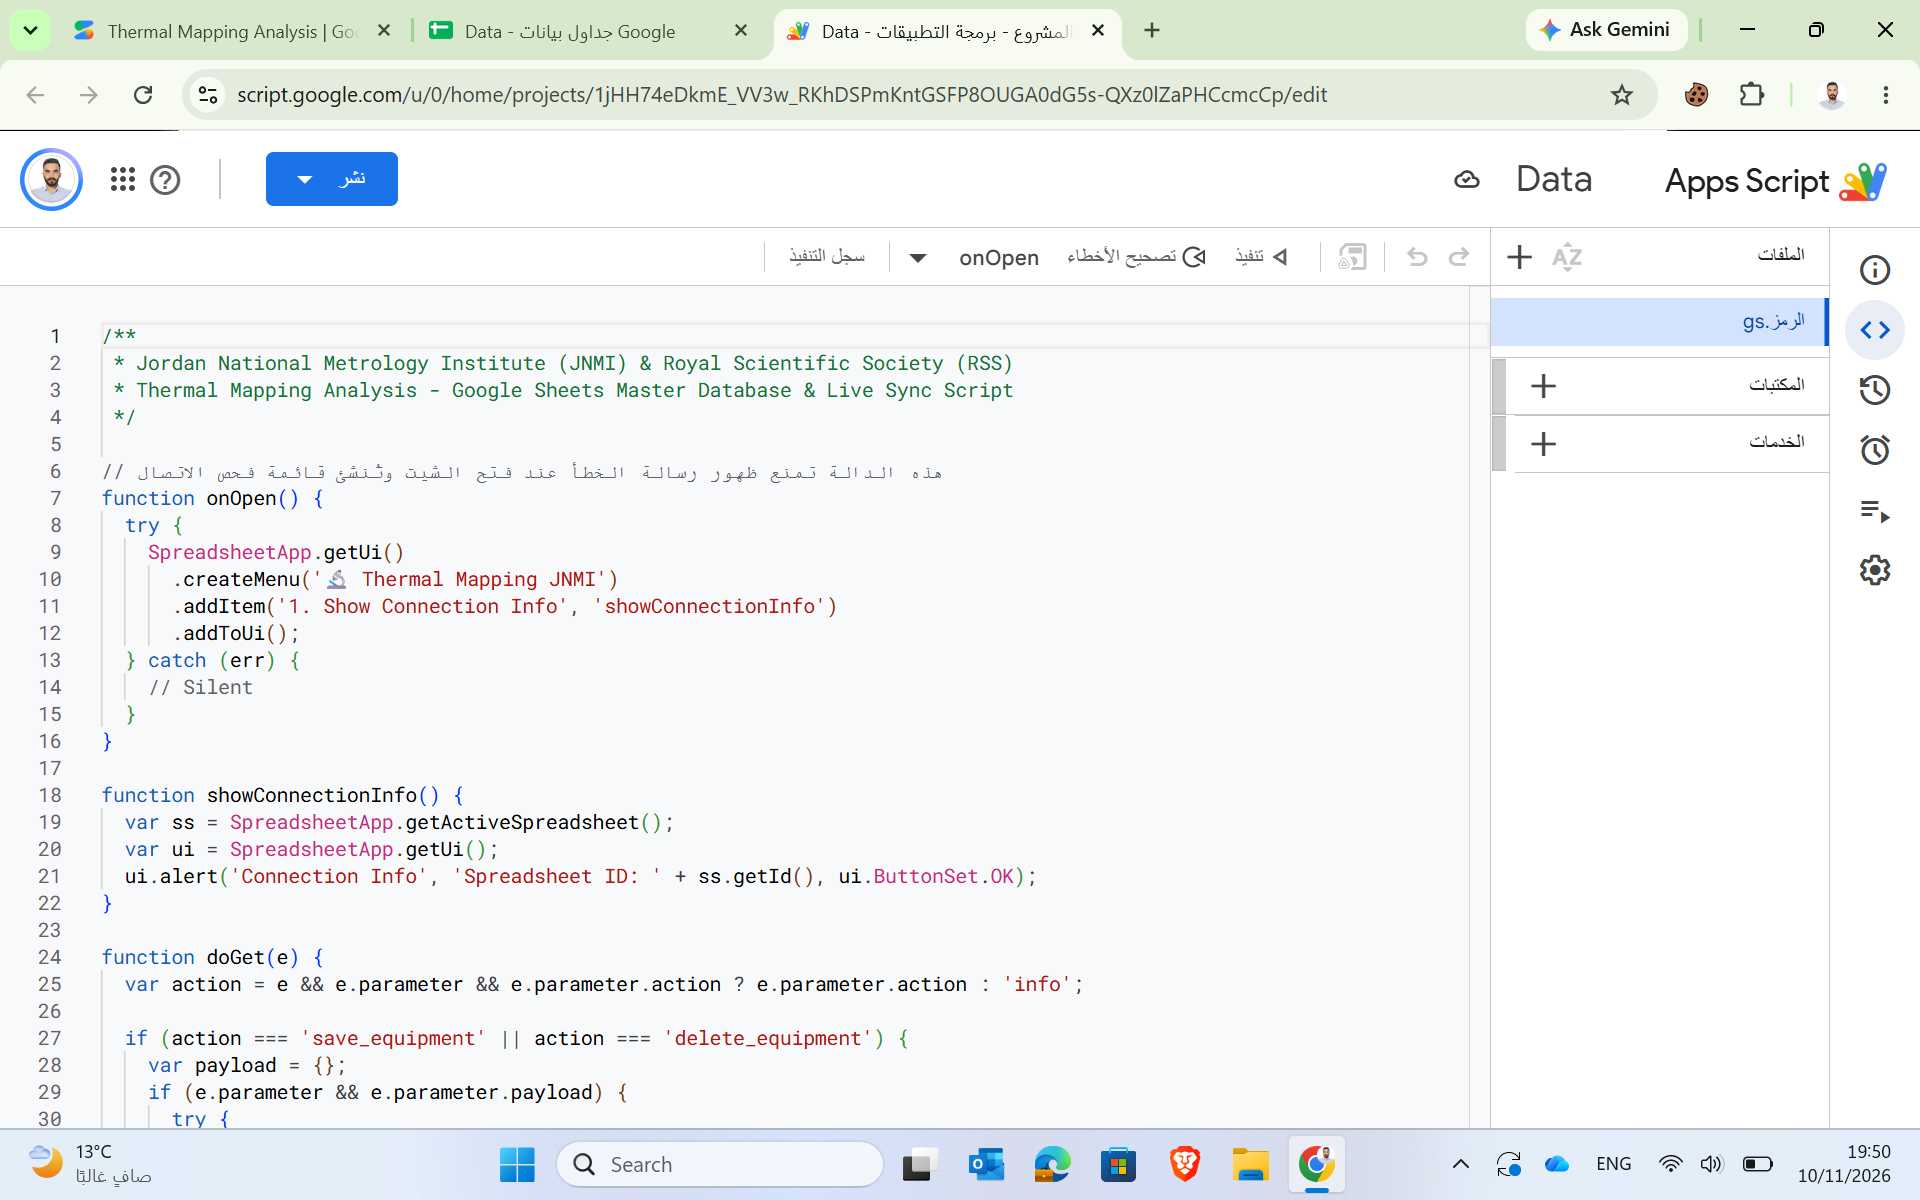 Thermal Mapping Analysis | Goo
Data - جداول بيانات Google
Data - المشروع - برمجة التطبيقات
Ask Gemini
script.google.com/u/0/home/projects/1jHH74eDkmE_VV3w_RKhDSPmKntGSFP8OUGA0dG5s-QXz0lZaPHCcmcCp/edit
نشر
Data
Apps Script
سجل التنفيذ
onOpen
تصحيح الأخطاء
تنفيذ
AZ
الملفات
الرمز.gs
المكتبات
الخدمات
1 /**
2 * Jordan National Metrology Institute (JNMI) & Royal Scientific Society (RSS)
3 * Thermal Mapping Analysis - Google Sheets Master Database & Live Sync Script
4 */
5
6 // هذه الدالة تمنع ظهور رسالة الخطأ عند فتح الشيت وتُنشئ قائمة فحص الاتصال
7 function onOpen() {
8 try {
9 SpreadsheetApp.getUi()
10 .createMenu('🔬 Thermal Mapping JNMI')
11 .addItem('1. Show Connection Info', 'showConnectionInfo')
12 .addToUi();
13 } catch (err) {
14 // Silent
15 }
16 }
17
18 function showConnectionInfo() {
19 var ss = SpreadsheetApp.getActiveSpreadsheet();
20 var ui = SpreadsheetApp.getUi();
21 ui.alert('Connection Info', 'Spreadsheet ID: ' + ss.getId(), ui.ButtonSet.OK);
22 }
23
24 function doGet(e) {
25 var action = e && e.parameter && e.parameter.action ? e.parameter.action : 'info';
26
27 if (action === 'save_equipment' || action === 'delete_equipment') {
28 var payload = {};
29 if (e.parameter && e.parameter.payload) {
30 try {
13°C
صافٍ غالبًا
Search
ENG
19:50
10/11/2026